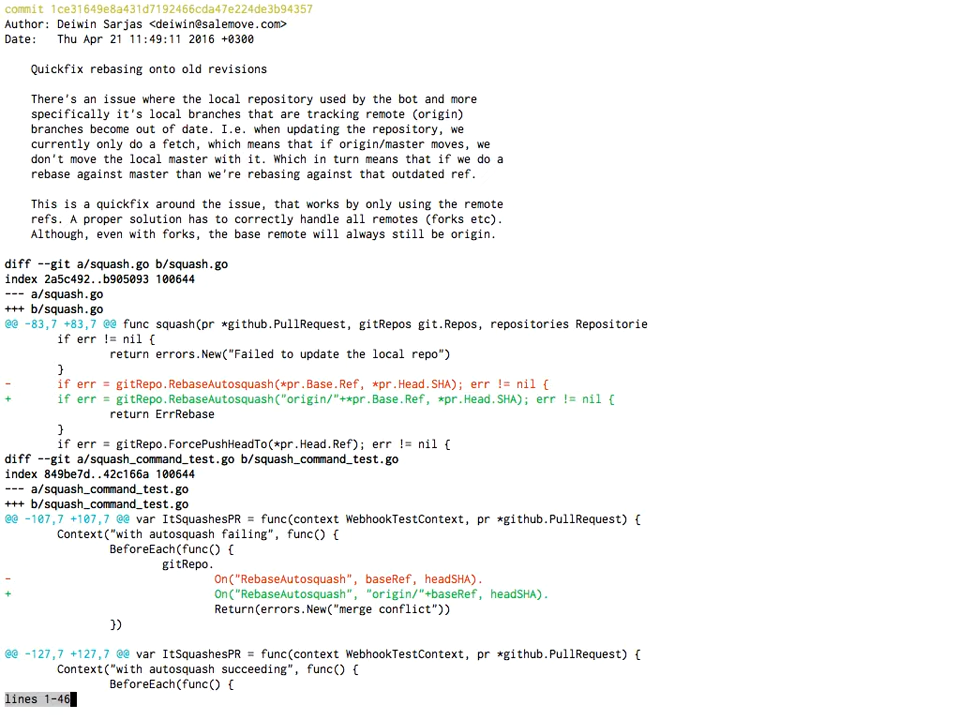 commit 1ce31649e8a431d7192466cda47e224de3b94357
Author: Deiwin Sarjas <deiwin@salemove.com>
Date:   Thu Apr 21 11:49:11 2016 +0300

    Quickfix rebasing onto old revisions

    There's an issue where the local repository used by the bot and more
    specifically it's local branches that are tracking remote (origin)
    branches become out of date. I.e. when updating the repository, we
    currently only do a fetch, which means that if origin/master moves, we
    don't move the local master with it. Which in turn means that if we do a
    rebase against master than we're rebasing against that outdated ref.

    This is a quickfix around the issue, that works by only using the remote
    refs. A proper solution has to correctly handle all remotes (forks etc).
    Although, even with forks, the base remote will always still be origin.

diff --git a/squash.go b/squash.go
index 2a5c492..b905093 100644
--- a/squash.go
+++ b/squash.go
@@ -83,7 +83,7 @@ func squash(pr *github.PullRequest, gitRepos git.Repos, repositories Repositorie
        if err != nil {
                return errors.New("Failed to update the local repo")
        }
-       if err = gitRepo.RebaseAutosquash(*pr.Base.Ref, *pr.Head.SHA); err != nil {
+       if err = gitRepo.RebaseAutosquash("origin/"+*pr.Base.Ref, *pr.Head.SHA); err != nil {
                return ErrRebase
        }
        if err = gitRepo.ForcePushHeadTo(*pr.Head.Ref); err != nil {
diff --git a/squash_command_test.go b/squash_command_test.go
index 849be7d..42c166a 100644
--- a/squash_command_test.go
+++ b/squash_command_test.go
@@ -107,7 +107,7 @@ var ItSquashesPR = func(context WebhookTestContext, pr *github.PullRequest) {
        Context("with autosquash failing", func() {
                BeforeEach(func() {
                        gitRepo.
-                               On("RebaseAutosquash", baseRef, headSHA).
+                               On("RebaseAutosquash", "origin/"+baseRef, headSHA).
                                Return(errors.New("merge conflict"))
                })

@@ -127,7 +127,7 @@ var ItSquashesPR = func(context WebhookTestContext, pr *github.PullRequest) {
        Context("with autosquash succeeding", func() {
                BeforeEach(func() {
lines 1-46